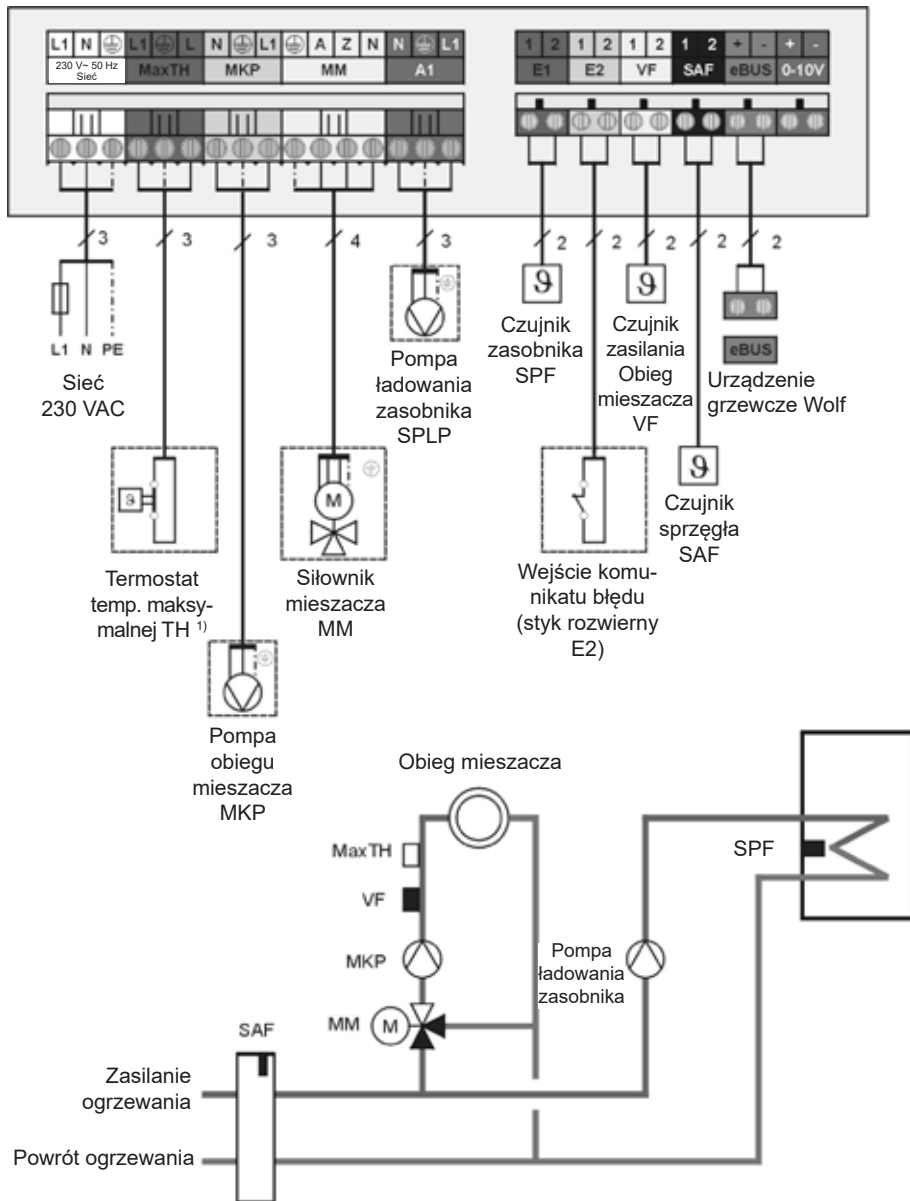 L1 N L1 L N L1 A Z N N L1
1 2 1 2 1 2 1 2 + - + -
230 V~ 50 Hz
Sieć
MaxTH
MKP
MM
A1
E1
E2
VF
SAF
eBUS
0-10V
3
3
3
4
3
2
2
2
2
2
L1 N PE
Sieć
230 VAC
Pompa
ładowania
zasobnika
SPLP
ϑ
Czujnik
zasobnika
SPF
ϑ
Czujnik
zasilania
Obieg
mieszacza
VF
eBUS
Urządzenie
grzewcze Wolf
ϑ
Termostat
temp. maksy-
malnej TH 1)
M
Siłownik
mieszacza
MM
Wejście komu-
nikatu błędu
(styk rozwierny
E2)
ϑ
Czujnik
sprzęgła
SAF
Pompa
obiegu
mieszacza
MKP
Obieg mieszacza
MaxTH
VF
MKP
MM
M
Pompa
ładowania
zasobnika
SPF
SAF
Zasilanie
ogrzewania
Powrót ogrzewania